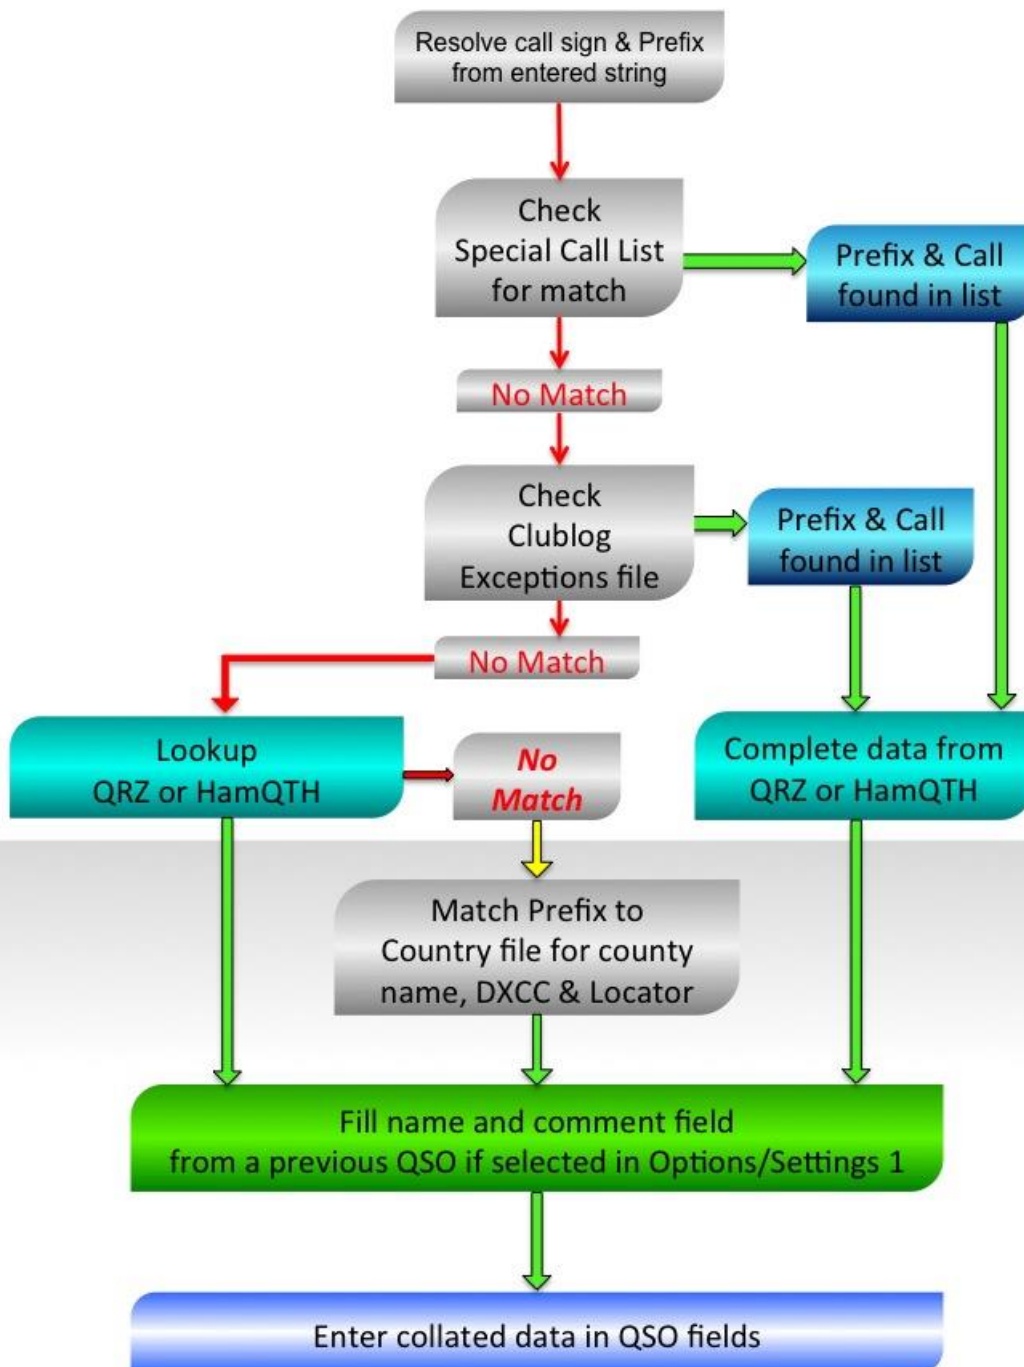 Resolve call sign & Prefix
from entered string
Check
Special Call List
for match
Prefix & Call
found in list
No Match
Check
Clublog
Exceptions file
Prefix & Call
found in list
No Match
Lookup
QRZ or HamQTH
No
Match
Complete data from
QRZ or HamQTH
Match Prefix to
Country file for county
name, DXCC & Locator
Fill name and comment field
from a previous QSO if selected in Options/Settings 1
Enter collated data in QSO fields